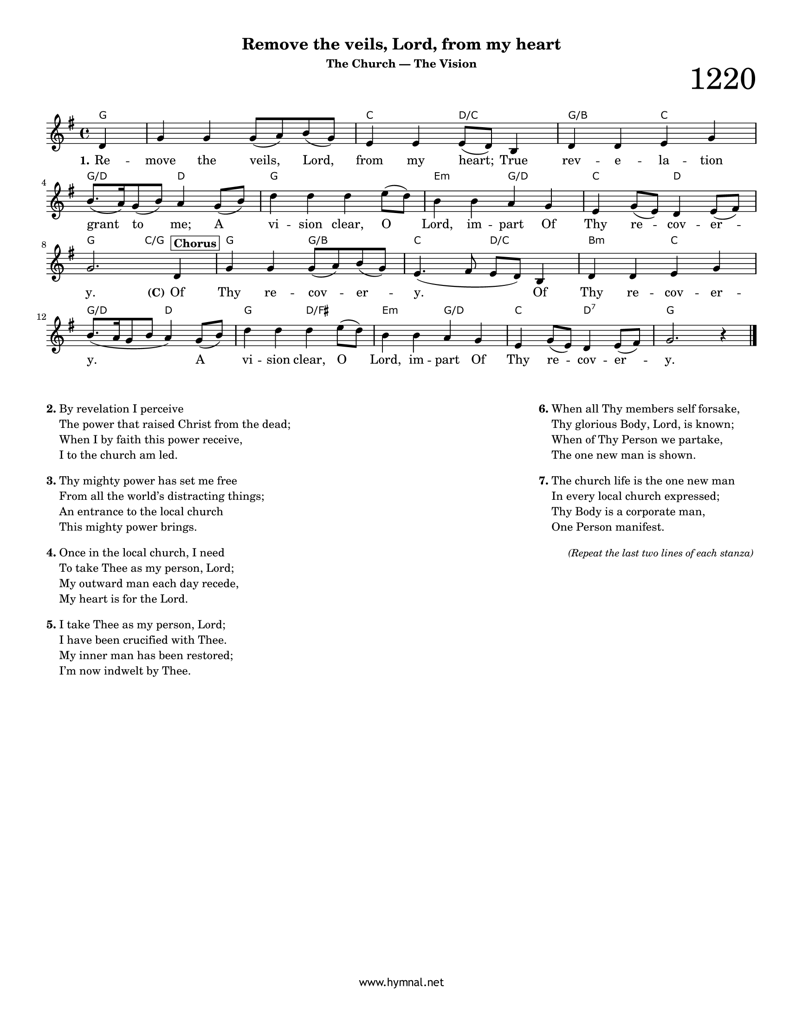 Remove the veils, Lord, from my heart
The Church — The Vision
1220
G C D/C G/B C
1. Re - move the veils, Lord, from my heart; True rev - e - la - tion
4
G/D D G Em G/D C D
grant to me; A vi - sion clear, O Lord, im - part Of Thy re - cov - er -
8
G C/G Chorus G G/B C D/C Bm C
y. (C) Of Thy re - cov - er - y. Of Thy re - cov - er -
12
G/D D G D/F♯ Em G/D C D7 G
y. A vi - sion clear, O Lord, im - part Of Thy re - cov - er - y.
2. By revelation I perceive
The power that raised Christ from the dead;
When I by faith this power receive,
I to the church am led.
3. Thy mighty power has set me free
From all the world's distracting things;
An entrance to the local church
This mighty power brings.
4. Once in the local church, I need
To take Thee as my person, Lord;
My outward man each day recede,
My heart is for the Lord.
5. I take Thee as my person, Lord;
I have been crucified with Thee.
My inner man has been restored;
I'm now indwelt by Thee.
6. When all Thy members self forsake,
Thy glorious Body, Lord, is known;
When of Thy Person we partake,
The one new man is shown.
7. The church life is the one new man
In every local church expressed;
Thy Body is a corporate man,
One Person manifest.
(Repeat the last two lines of each stanza)
www.hymnal.net